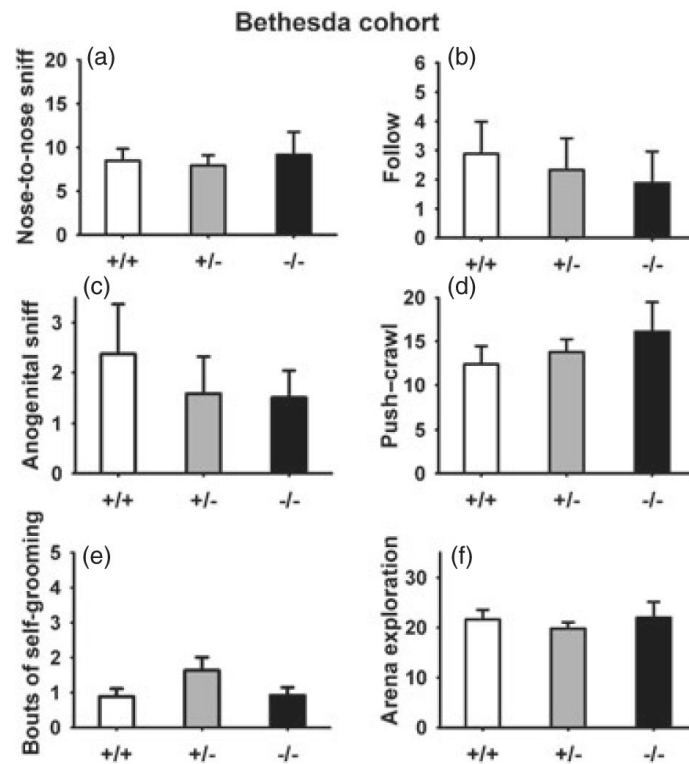 Bethesda cohort
(a)
Nose-to-nose sniff
20
15
10
5
0
+/+ +/- -/-
(b)
Follow
6
5
4
3
2
1
0
+/+ +/- -/-
(c)
Anogenital sniff
3
2
1
0
+/+ +/- -/-
(d)
Push–crawl
20
15
10
5
0
+/+ +/- -/-
(e)
Bouts of self-grooming
5
4
3
2
1
0
+/+ +/- -/-
(f)
Arena exploration
30
20
10
0
+/+ +/- -/-